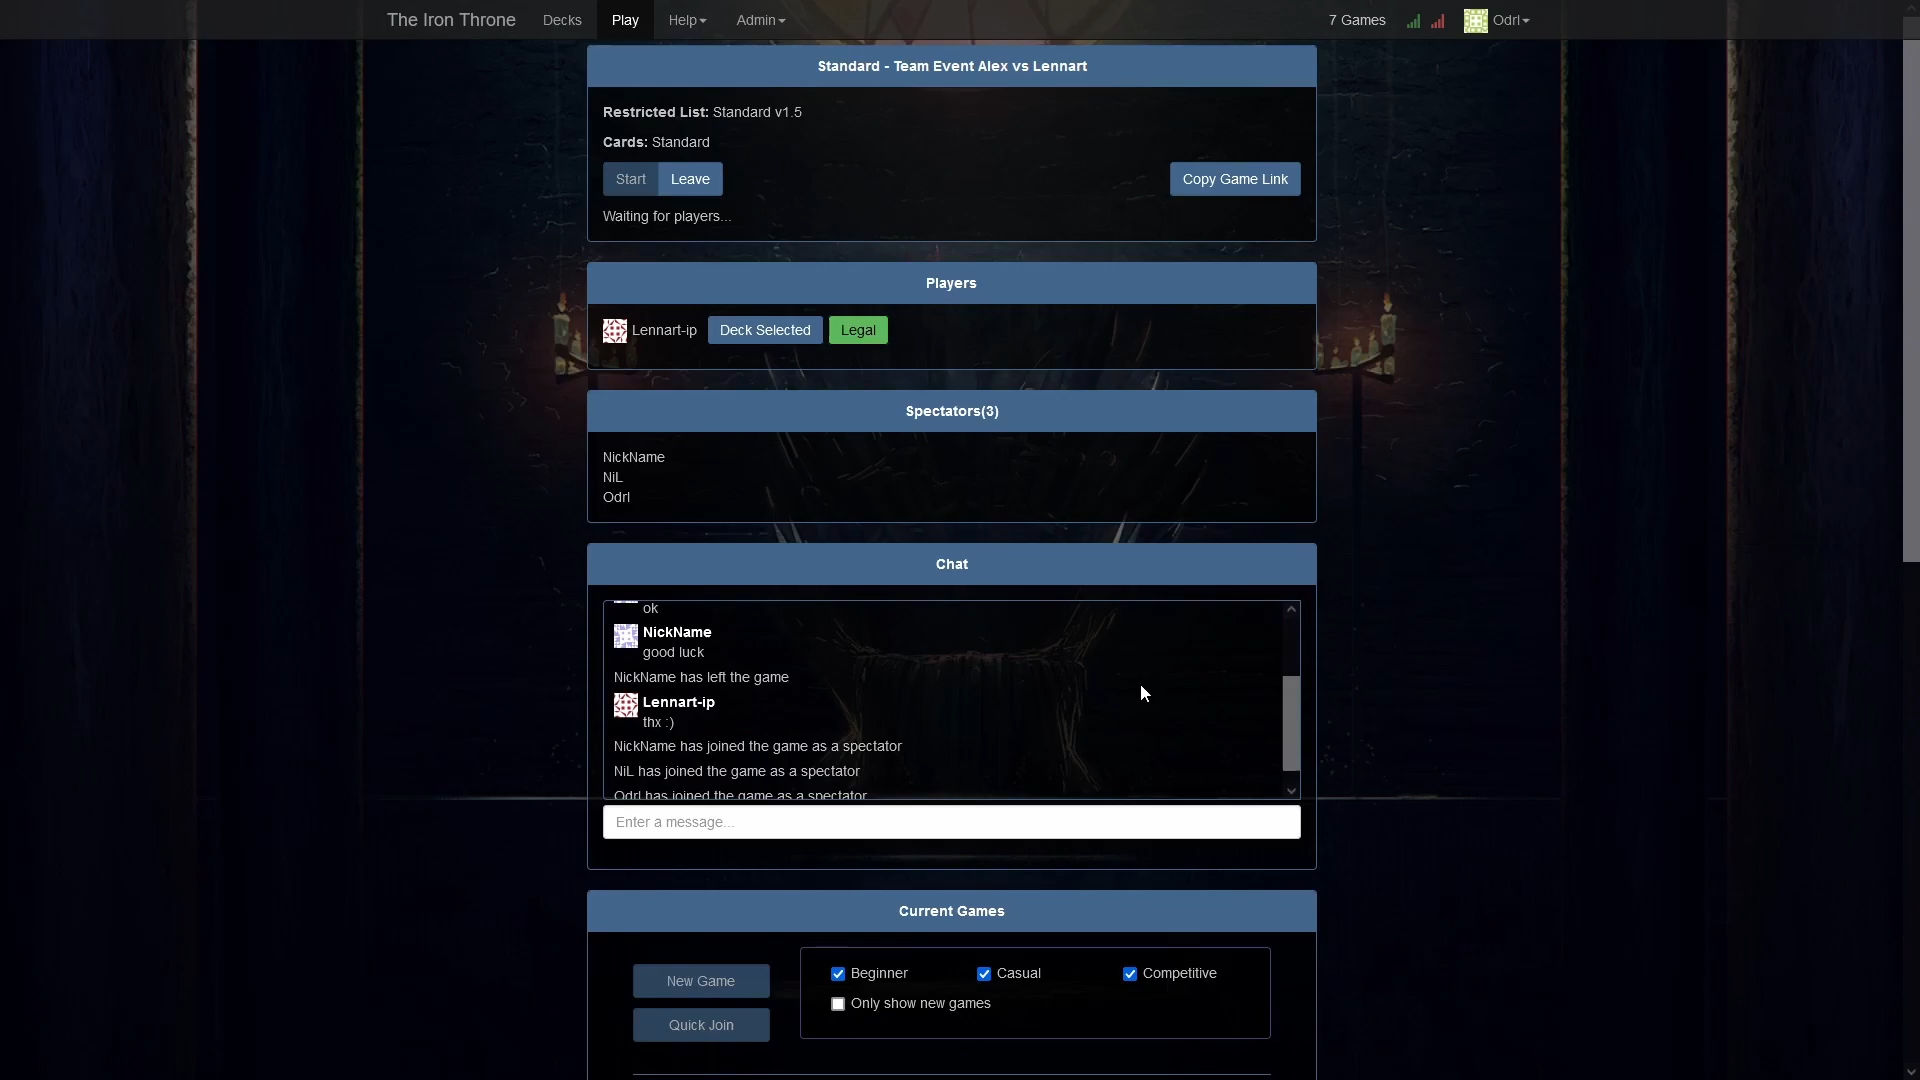 The Iron Throne Decks Play Help Admin 7 Games Odrl
Standard - Team Event Alex vs Lennart
Restricted List: Standard v1.5
Cards: Standard
Start Leave Copy Game Link
Waiting for players...
Players
Lennart-ip Deck Selected Legal
Spectators(3)
NickName
NiL
Odrl
Chat
ok
NickName
good luck
NickName has left the game
Lennart-ip
thx :)
NickName has joined the game as a spectator
NiL has joined the game as a spectator
Odrl has joined the game as a spectator
Enter a message...
Current Games
New Game
Quick Join
Beginner Casual Competitive
Only show new games